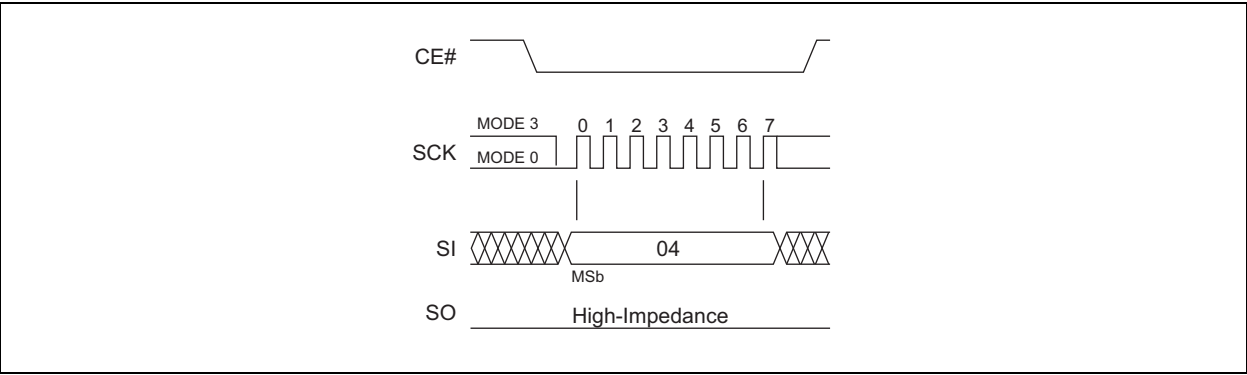 CE#
MODE 3 0 1 2 3 4 5 6 7
SCK
MODE 0
SI 04
MSb
SO High-Impedance